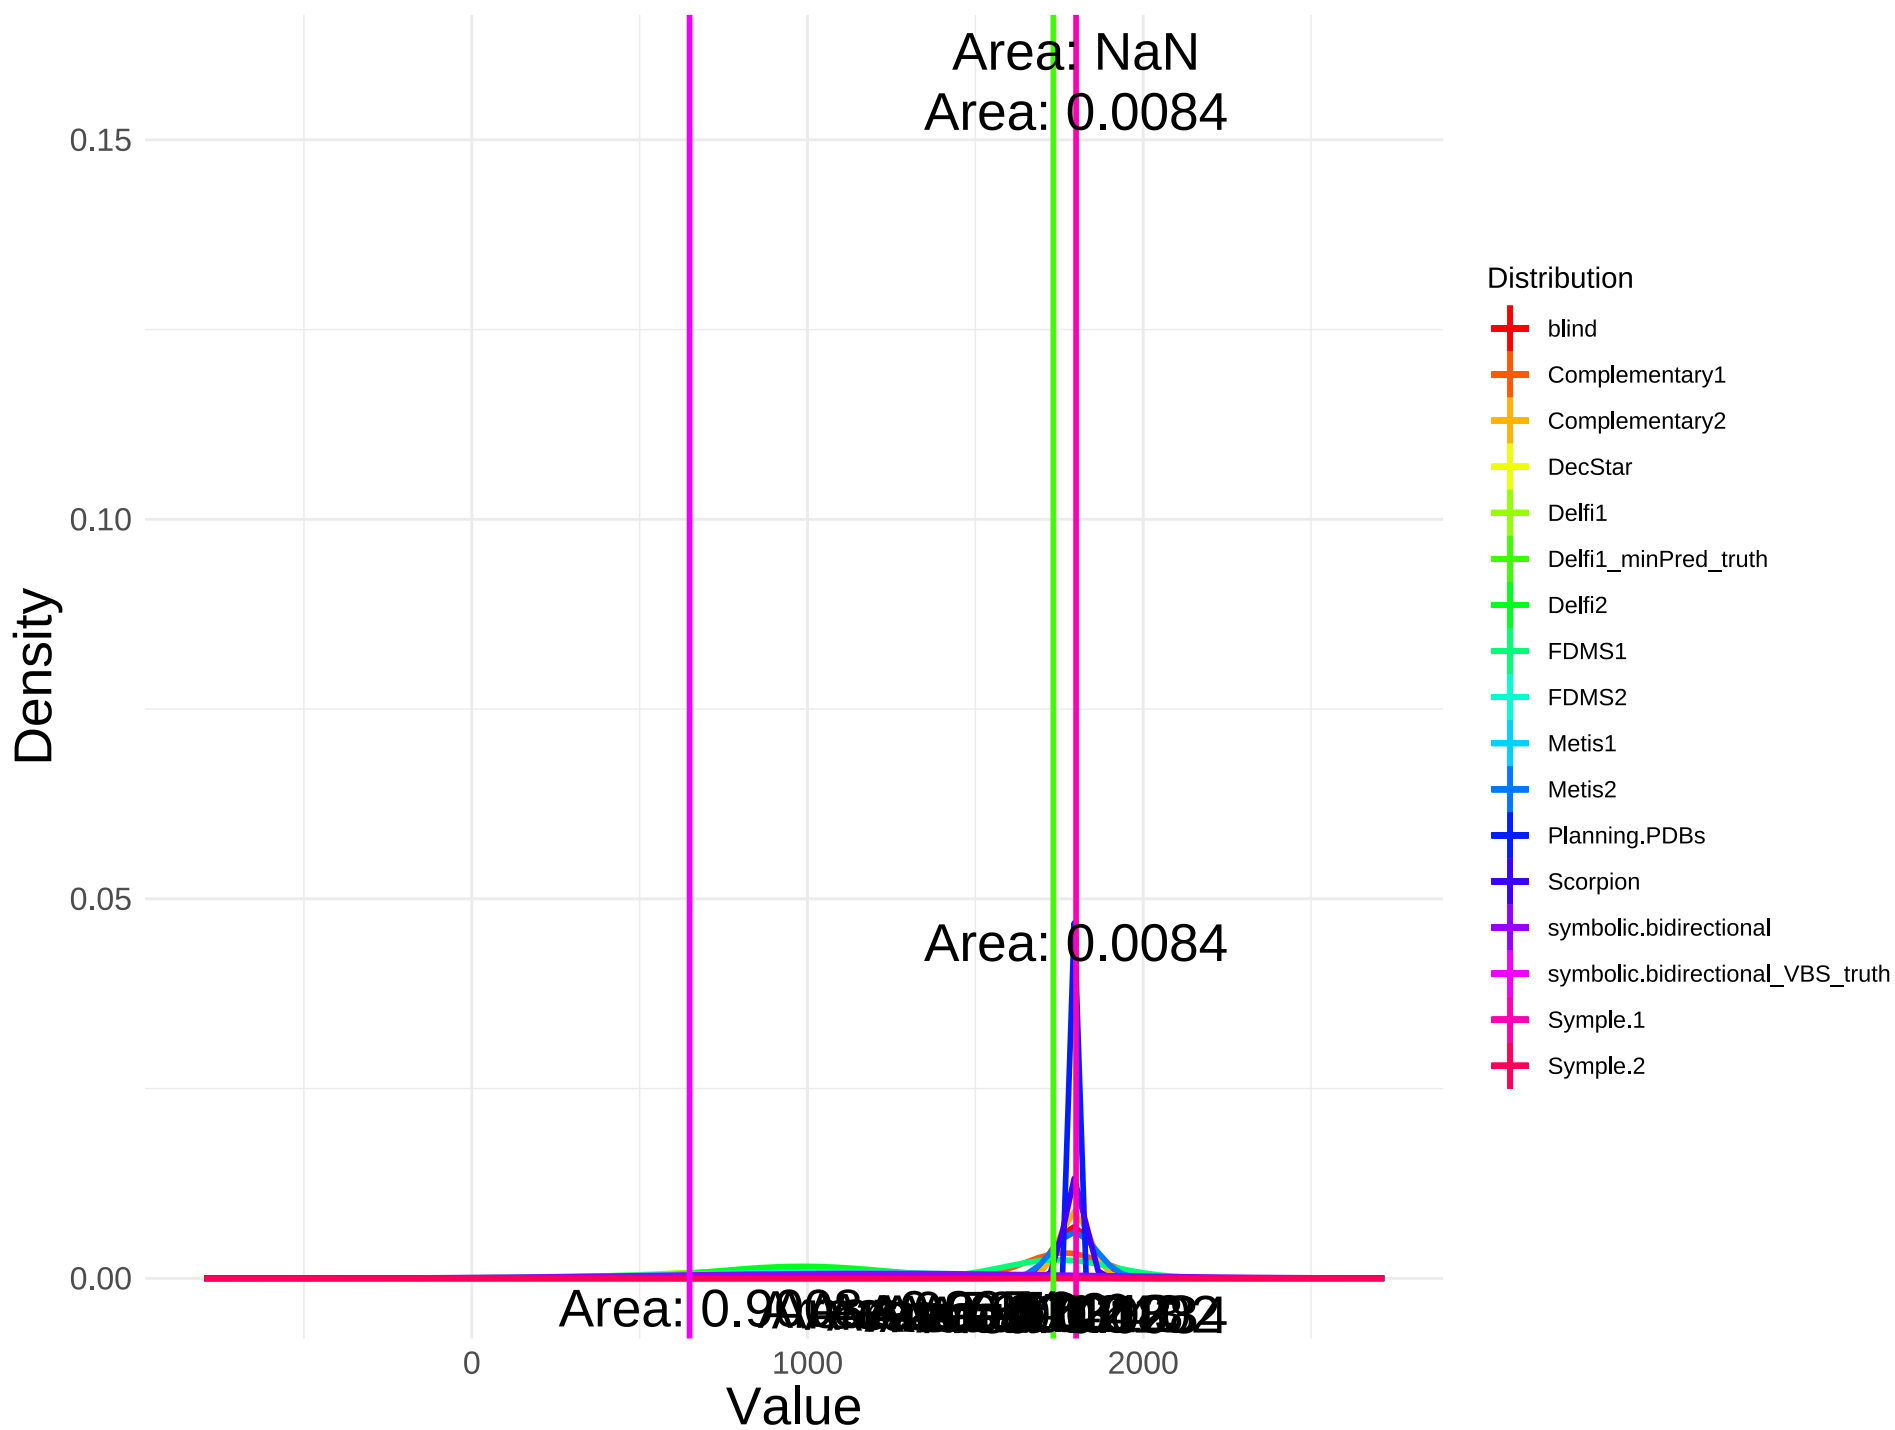 Area: NaN
Area: 0.0084
0.15
0.10
0.05
0.00
Area: 0.0084
0
1000
2000
Value
Density
Distribution
blind
Complementary1
Complementary2
DecStar
Delfi1
Delfi1_minPred_truth
Delfi2
FDMS1
FDMS2
Metis1
Metis2
Planning.PDBs
Scorpion
symbolic.bidirectional
symbolic.bidirectional_VBS_truth
Symple.1
Symple.2